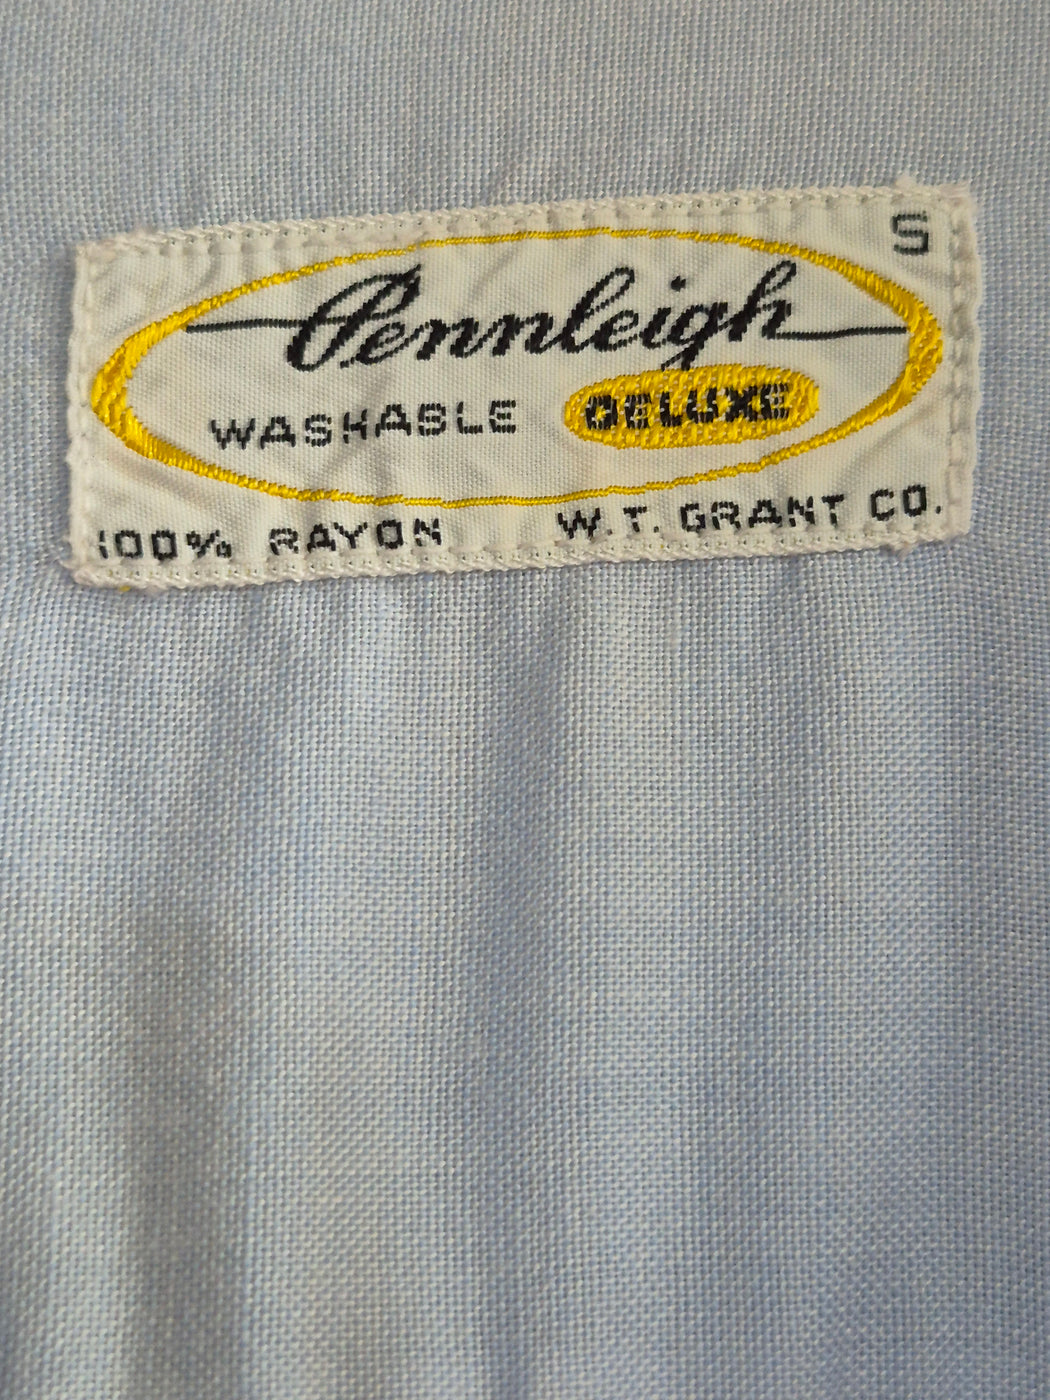 S
Pennleigh
WASHABLE DELUXE
100% RAYON W.T. GRANT CO.